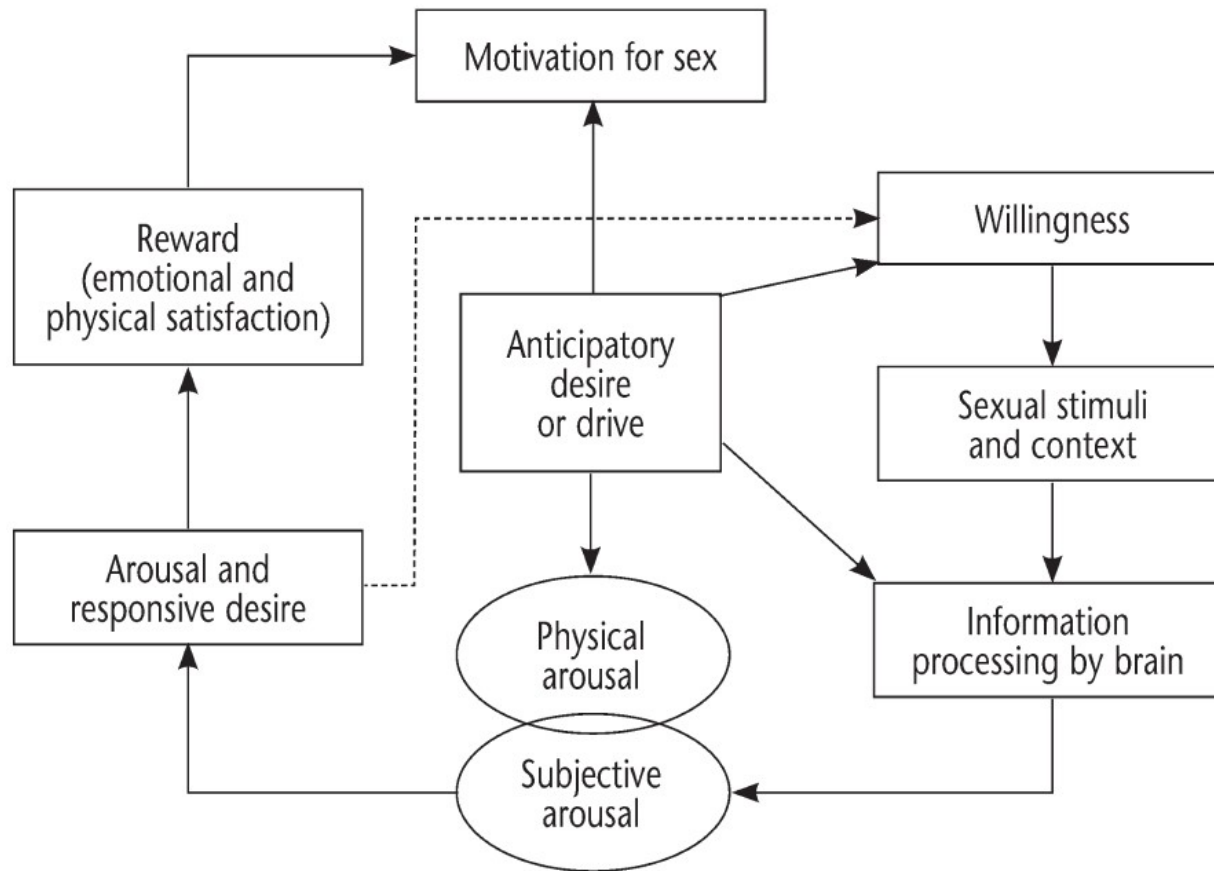 Motivation for sex
Reward
(emotional and
physical satisfaction)
Willingness
Anticipatory
desire
or drive
Sexual stimuli
and context
Arousal and
responsive desire
Physical
arousal
Information
processing by brain
Subjective
arousal